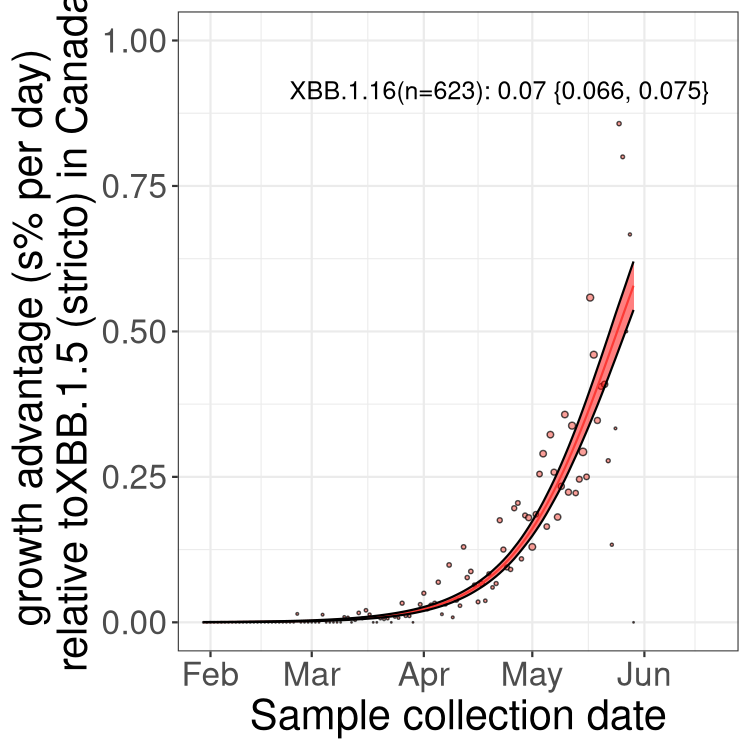 growth advantage (s% per day)
relative toXBB.1.5 (stricto) in Canada
1.00
0.75
0.50
0.25
0.00
XBB.1.16(n=623): 0.07 {0.066, 0.075}
Feb Mar Apr May Jun
Sample collection date